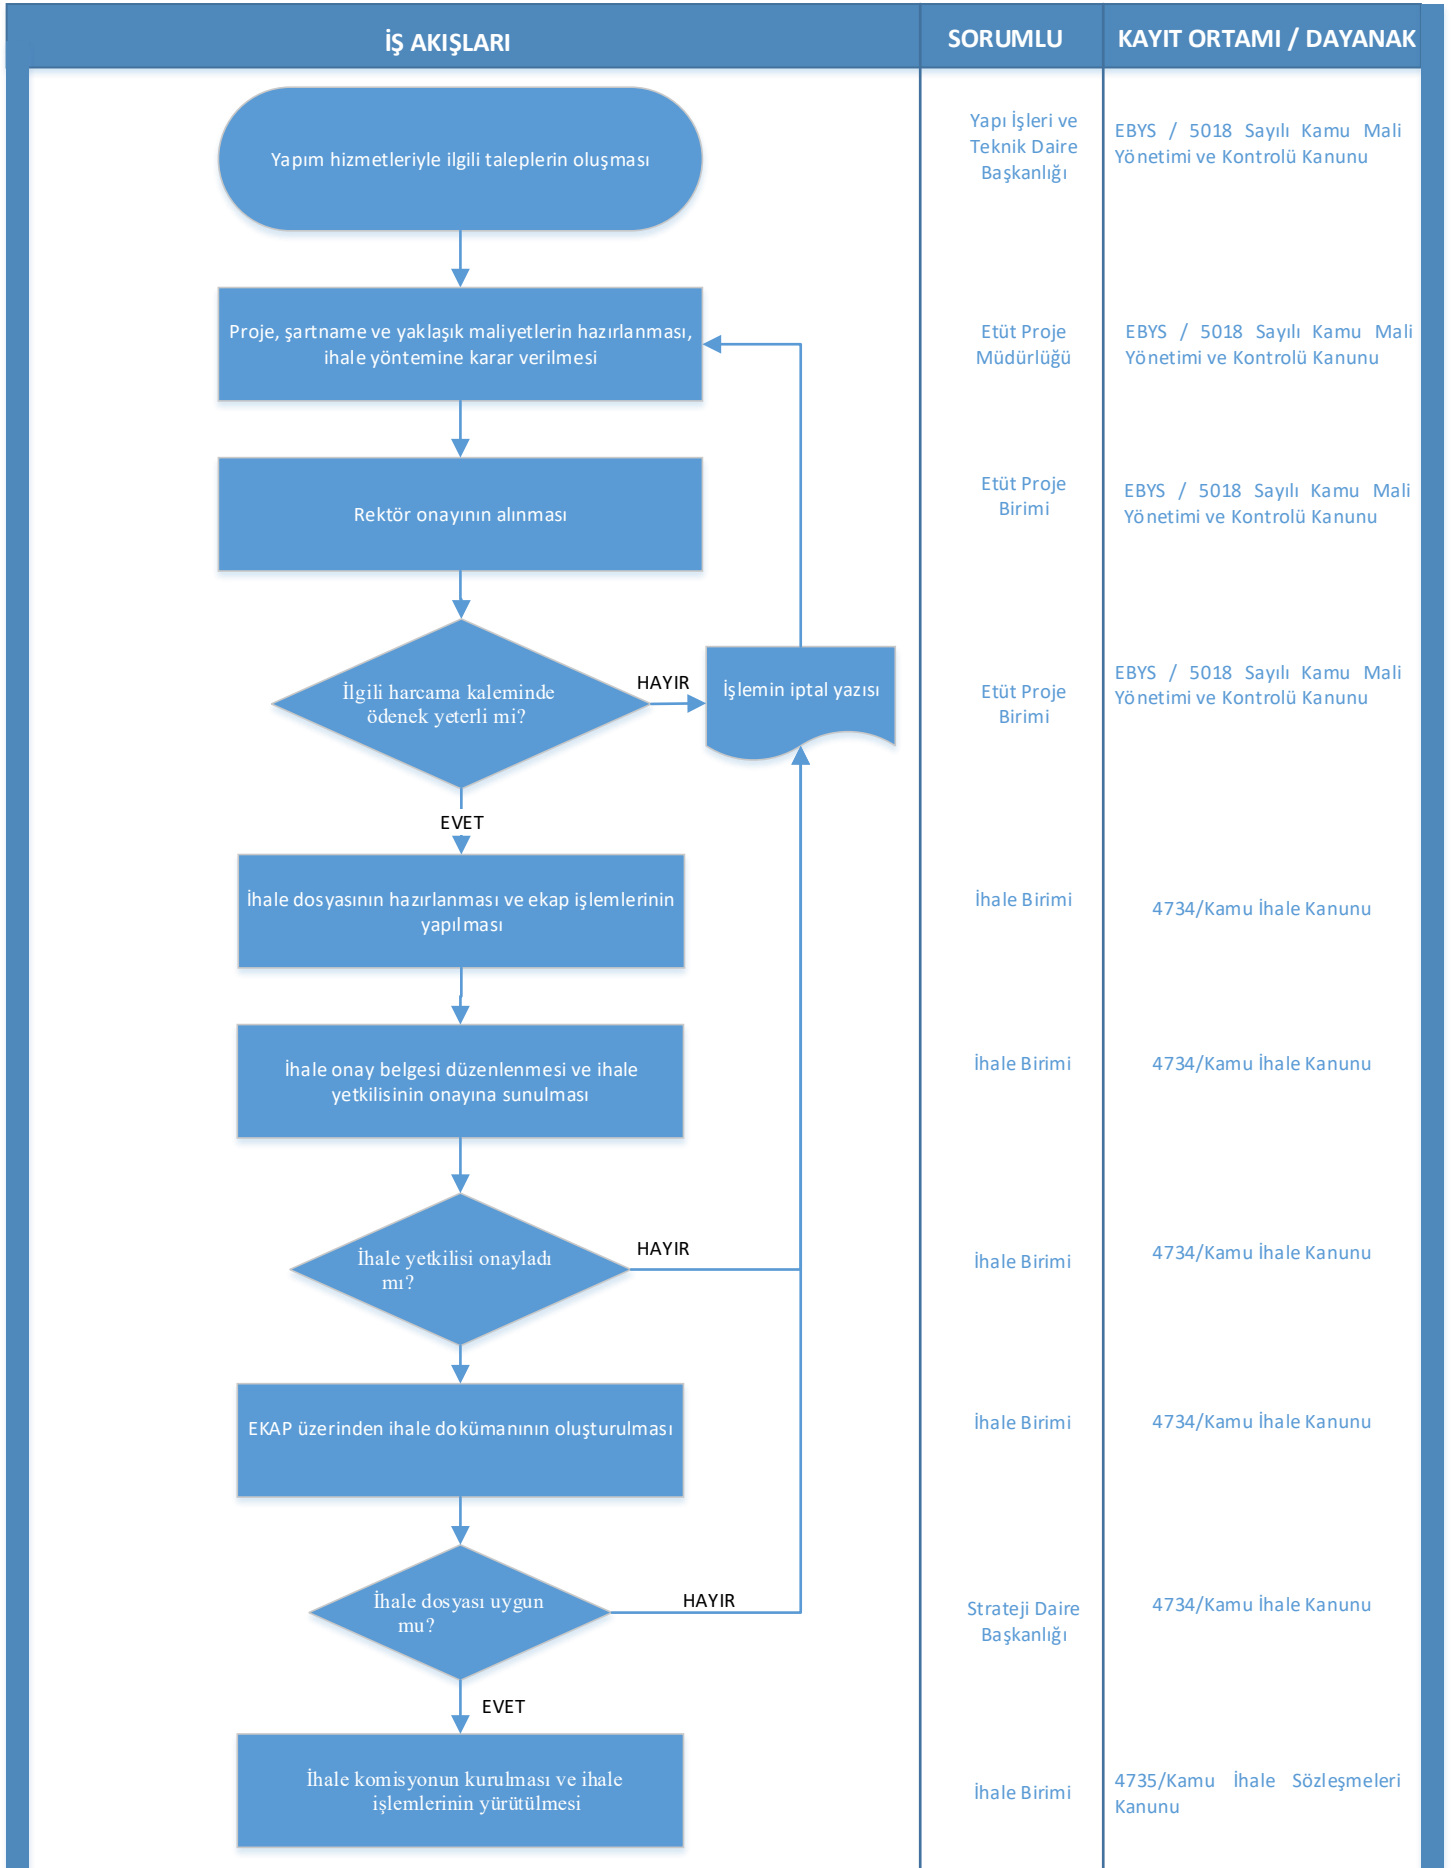 İŞ AKIŞLARI
SORUMLU
KAYIT ORTAMI / DAYANAK
Yapım hizmetleriyle ilgili taleplerin oluşması
Yapı İşleri ve
Teknik Daire
Başkanlığı
EBYS / 5018 Sayılı Kamu Mali
Yönetimi ve Kontrolü Kanunu
Proje, şartname ve yaklaşık maliyetlerin hazırlanması,
ihale yöntemine karar verilmesi
Etüt Proje
Müdürlüğü
EBYS / 5018 Sayılı Kamu Mali
Yönetimi ve Kontrolü Kanunu
Rektör onayının alınması
Etüt Proje
Birimi
EBYS / 5018 Sayılı Kamu Mali
Yönetimi ve Kontrolü Kanunu
İlgili harcama kaleminde
ödenek yeterli mi?
HAYIR
İşlemin iptal yazısı
Etüt Proje
Birimi
EBYS / 5018 Sayılı Kamu Mali
Yönetimi ve Kontrolü Kanunu
EVET
İhale dosyasının hazırlanması ve ekap işlemlerinin
yapılması
İhale Birimi
4734/Kamu İhale Kanunu
İhale onay belgesi düzenlenmesi ve ihale
yetkilisinin onayına sunulması
İhale Birimi
4734/Kamu İhale Kanunu
İhale yetkilisi onayladı
mı?
HAYIR
İhale Birimi
4734/Kamu İhale Kanunu
EKAP üzerinden ihale dokümanının oluşturulması
İhale Birimi
4734/Kamu İhale Kanunu
İhale dosyası uygun
mu?
HAYIR
Strateji Daire
Başkanlığı
4734/Kamu İhale Kanunu
EVET
İhale komisyonun kurulması ve ihale
işlemlerinin yürütülmesi
İhale Birimi
4735/Kamu İhale Sözleşmeleri
Kanunu